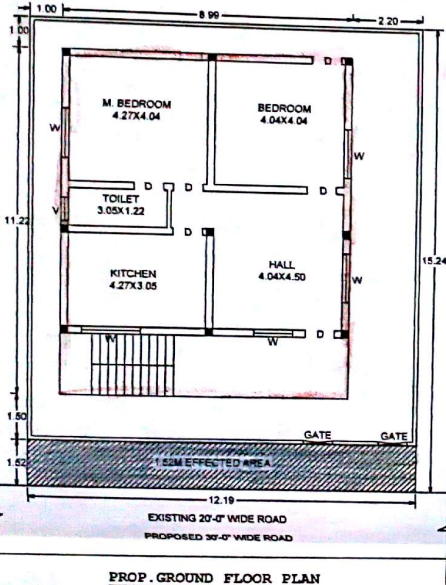 1.00 8.99 2.20
1.00
D
M. BEDROOM
4.27X4.04
BEDROOM
4.04X4.04
W
W
D D D
TOILET
3.05X1.22
V
D
11.22
15.24
HALL
4.04X4.50
KITCHEN
4.27X3.05
W
W
W
D
1.50
GATE GATE
1.52
1.52M EFFECTED AREA
12.19
EXISTING 20'-0" WIDE ROAD
PROPOSED 30'-0" WIDE ROAD
PROP.GROUND FLOOR PLAN